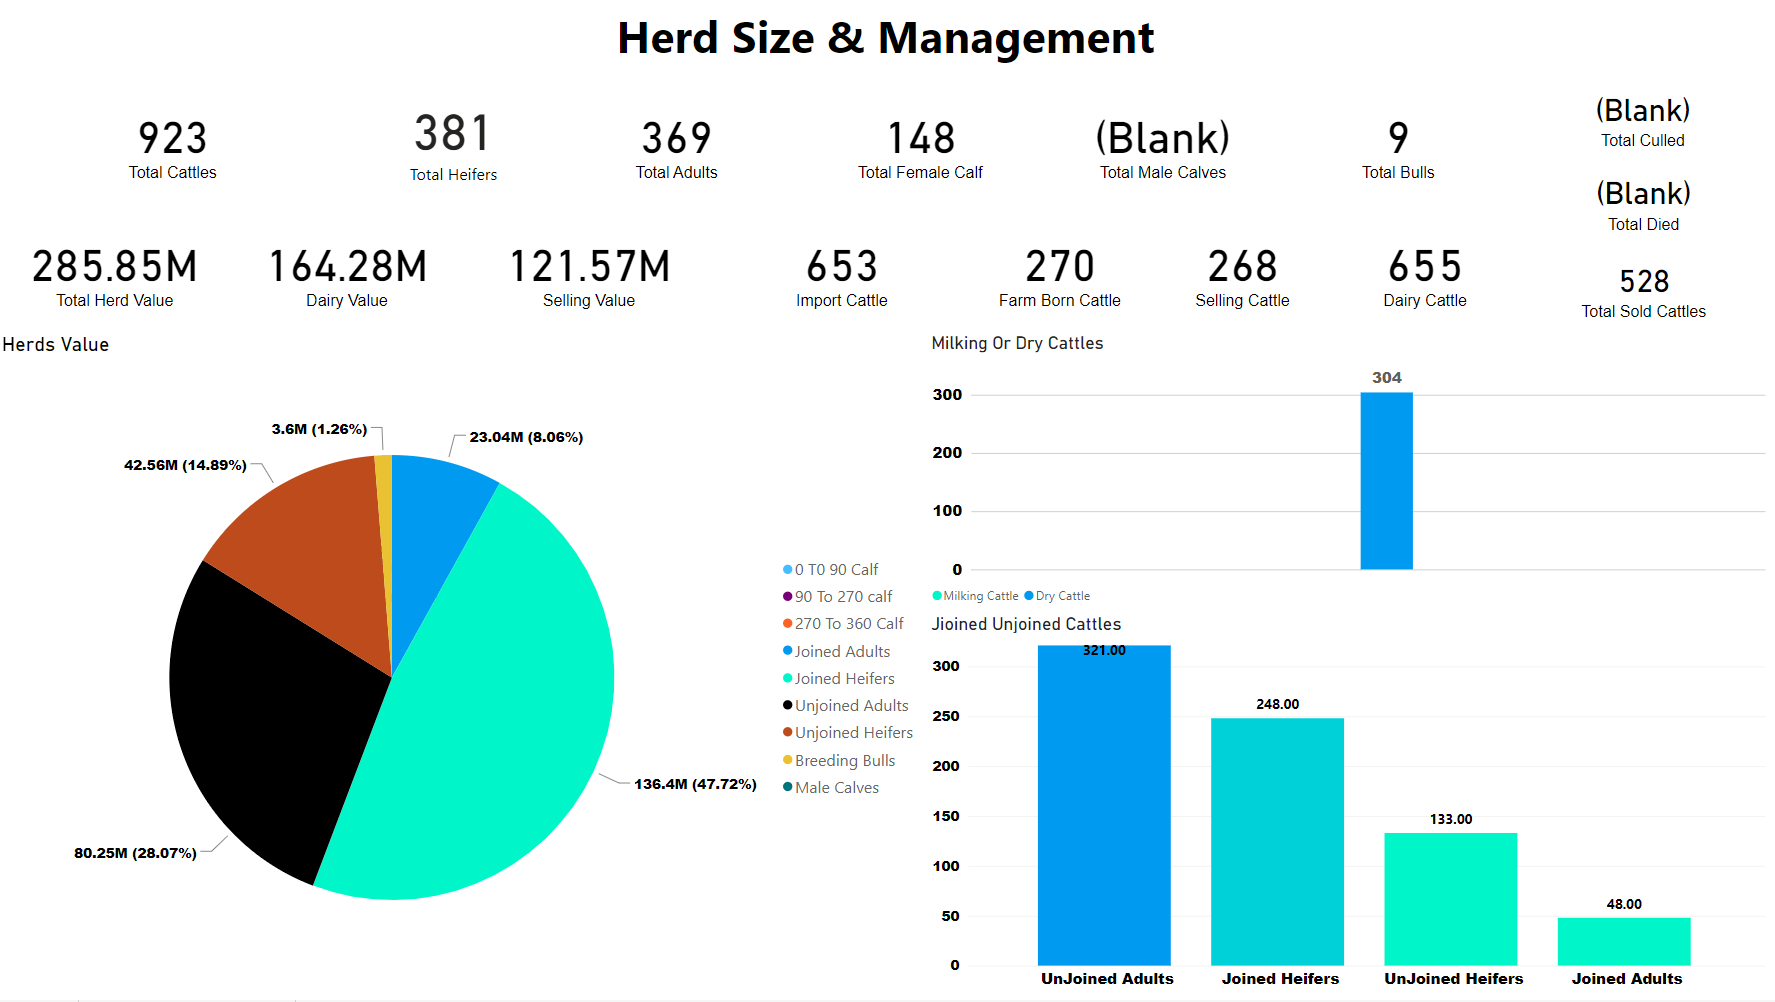 Herd Size & Management
923
Total Cattles
381
Total Heifers
369
Total Adults
148
Total Female Calf
(Blank)
Total Male Calves
9
Total Bulls
(Blank)
Total Culled
(Blank)
Total Died
285.85M
Total Herd Value
164.28M
Dairy Value
121.57M
Selling Value
653
Import Cattle
270
Farm Born Cattle
268
Selling Cattle
655
Dairy Cattle
528
Total Sold Cattles
Herds Value
3.6M (1.26%)
23.04M (8.06%)
42.56M (14.89%)
136.4M (47.72%)
80.25M (28.07%)
0 T0 90 Calf
90 To 270 calf
270 To 360 Calf
Joined Adults
Joined Heifers
Unjoined Adults
Unjoined Heifers
Breeding Bulls
Male Calves
Milking Or Dry Cattles
304
300
200
100
0
Milking Cattle Dry Cattle
Jioined Unjoined Cattles
321.00
300
248.00
250
200
133.00
150
100
48.00
50
0
UnJoined Adults Joined Heifers UnJoined Heifers Joined Adults